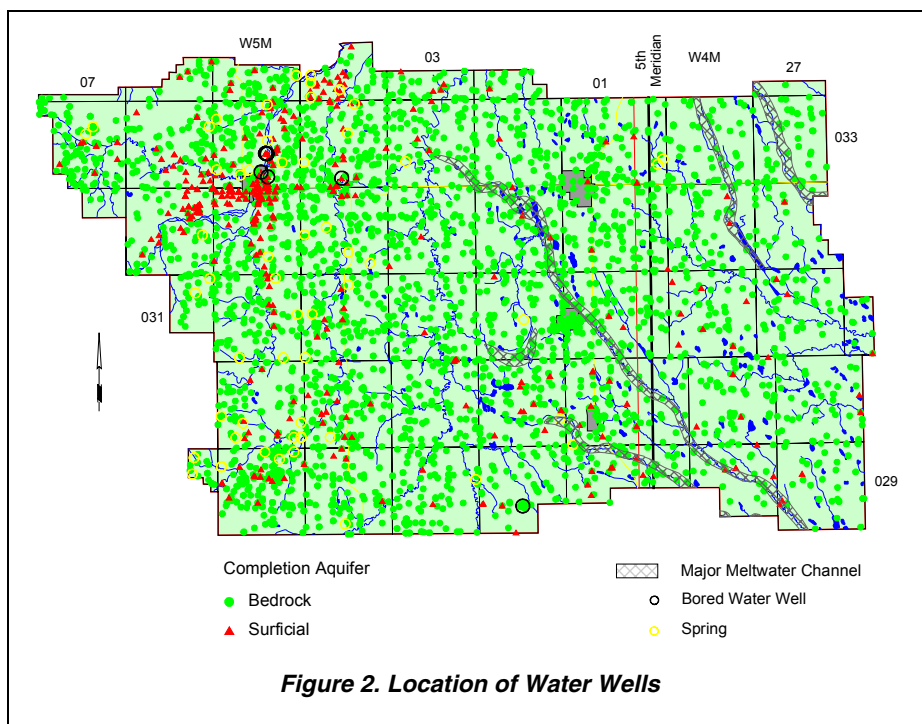 W5M
03
5th
Meridian
W4M
07
01
27
033
031
029
Completion Aquifer
Bedrock
Surficial
Major Meltwater Channel
Bored Water Well
Spring
Figure 2. Location of Water Wells